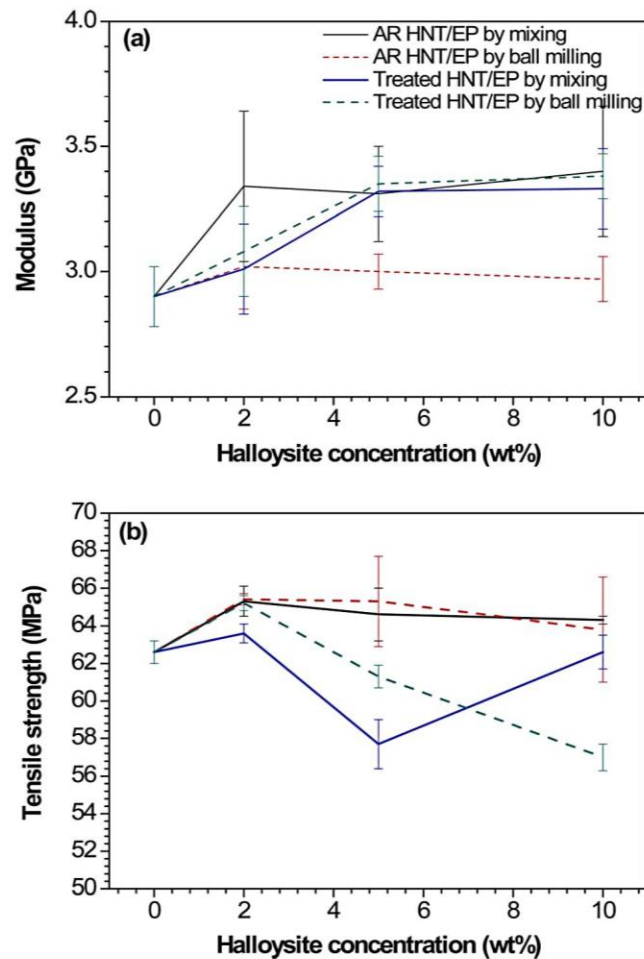 (a)
AR HNT/EP by mixing
AR HNT/EP by ball milling
Treated HNT/EP by mixing
Treated HNT/EP by ball milling
4.0
3.5
3.0
2.5
Modulus (GPa)
0 2 4 6 8 10
Halloysite concentration (wt%)
(b)
70
68
66
64
62
60
58
56
54
52
50
Tensile strength (MPa)
0 2 4 6 8 10
Halloysite concentration (wt%)